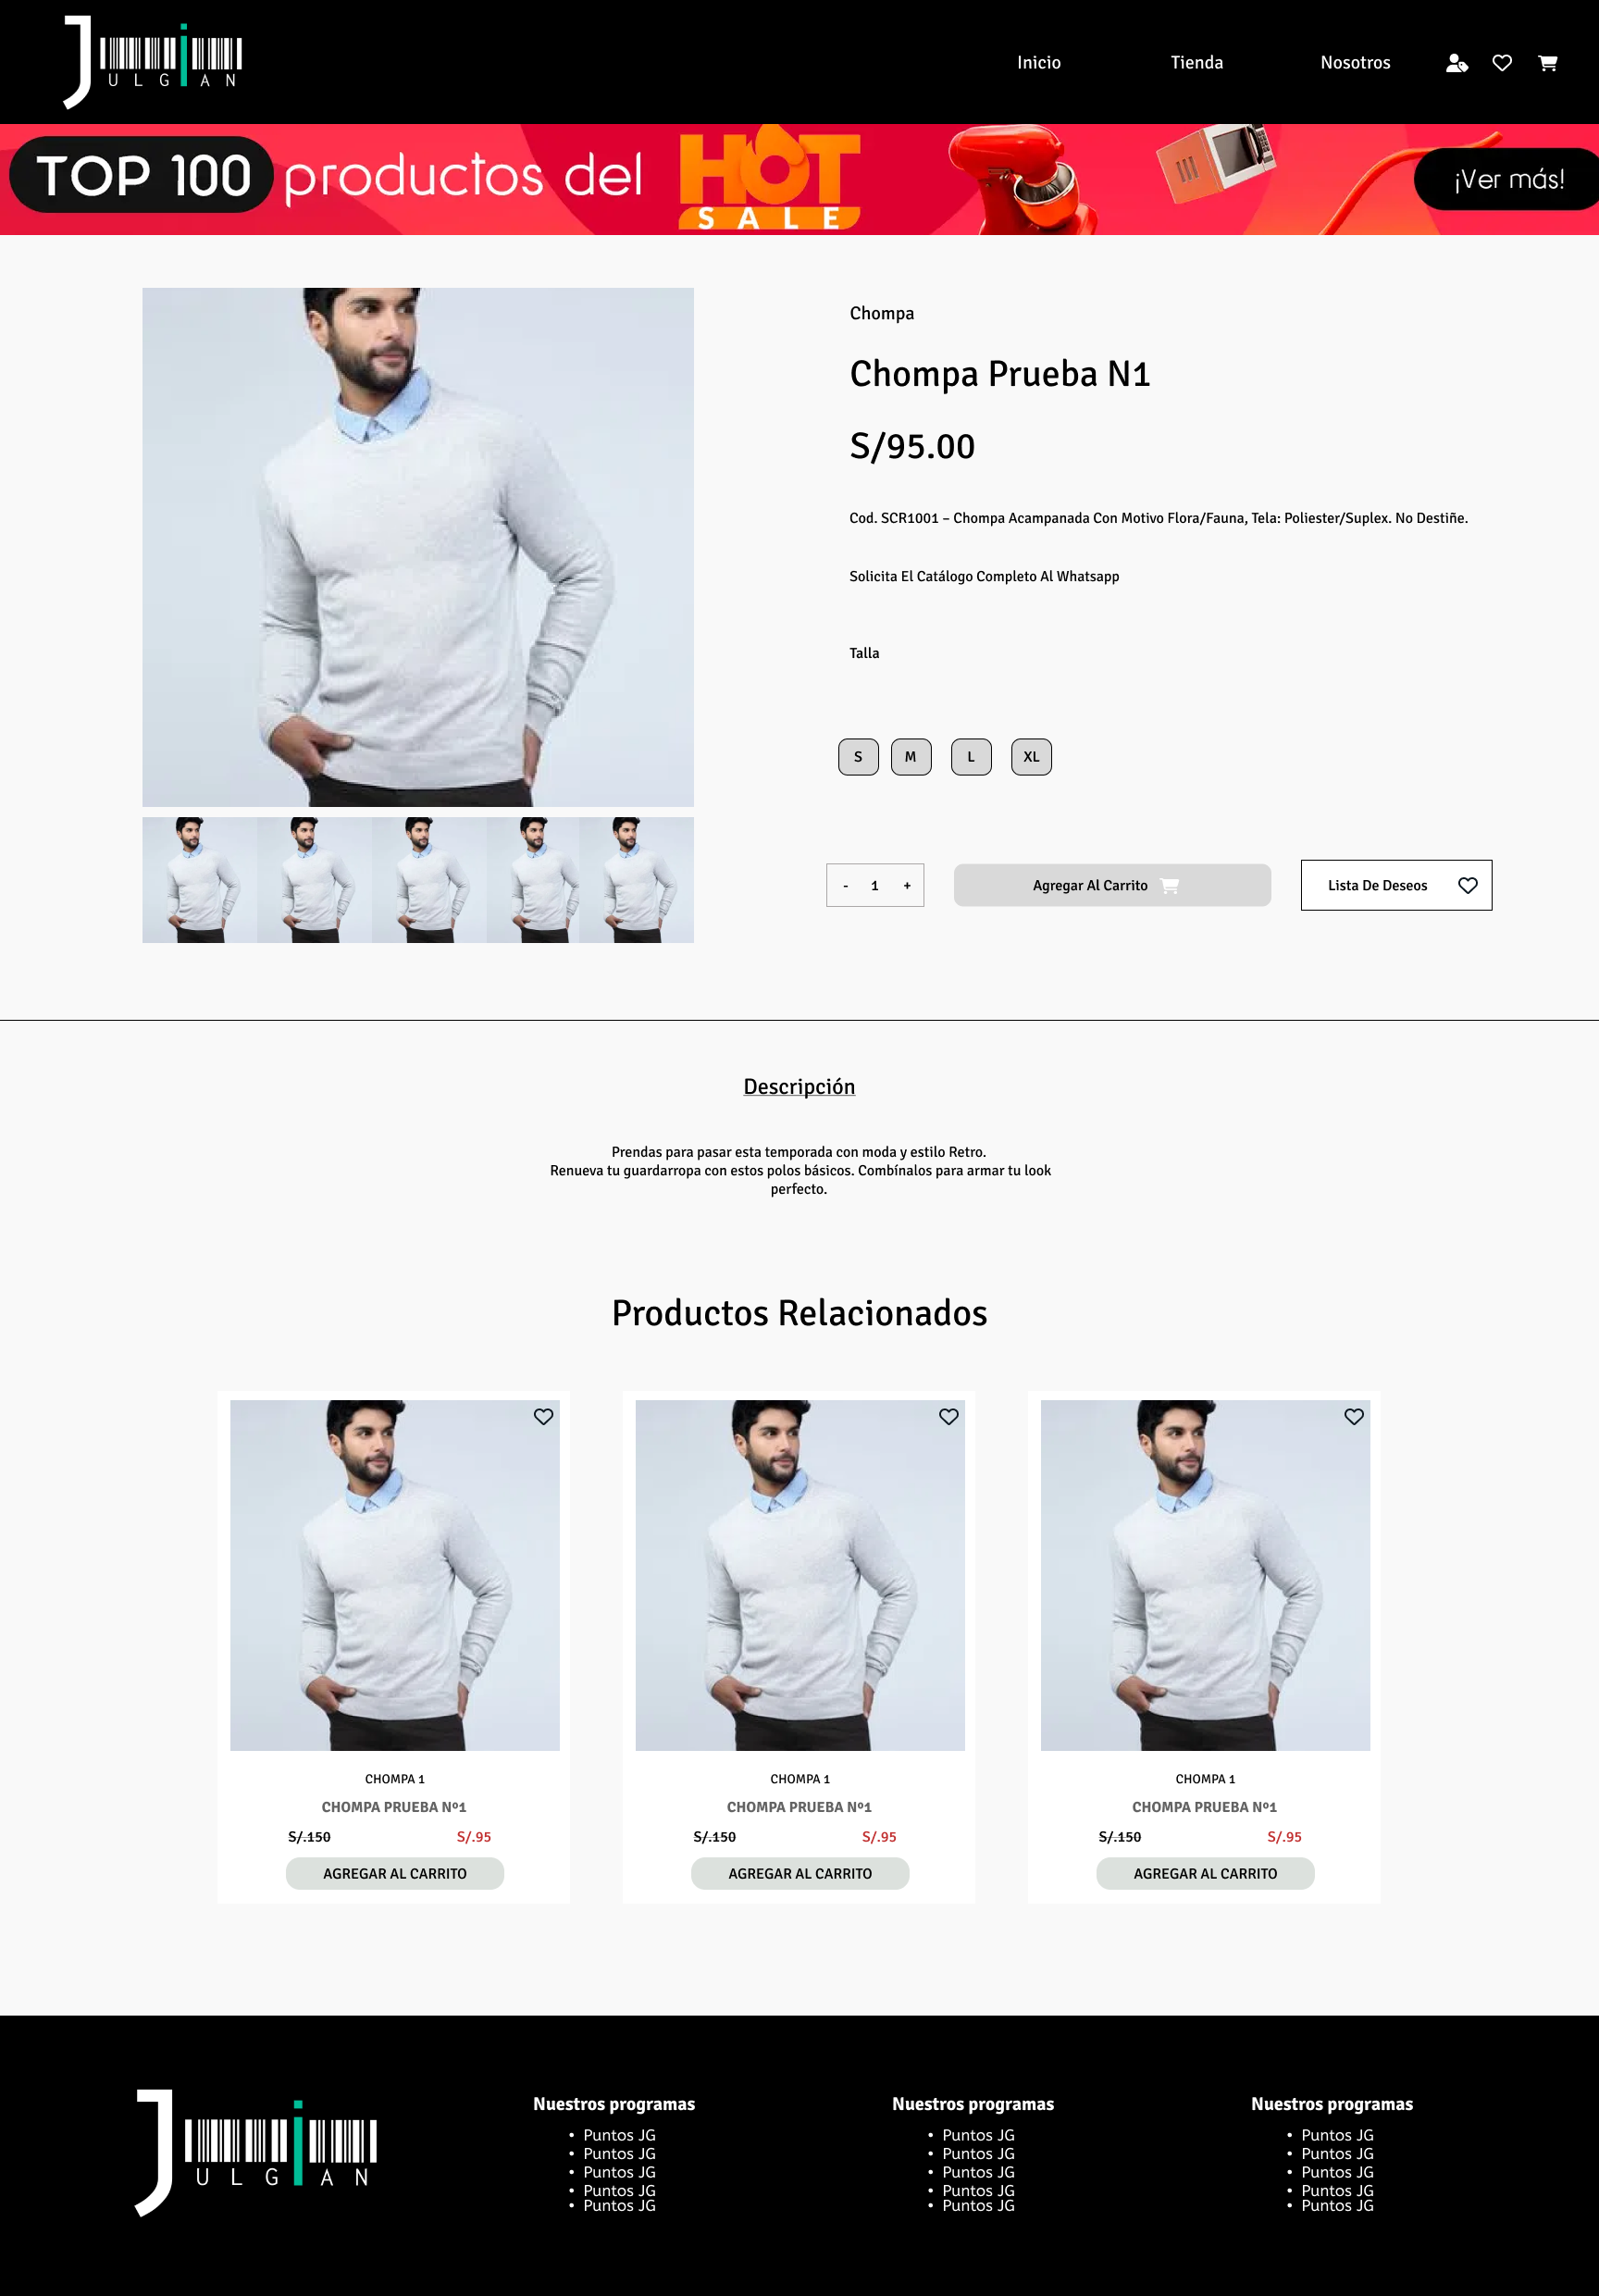 JULGIAN
Inicio
Tienda
Nosotros
TOP 100 productos del HOT SALE
¡Ver más!
Chompa
Chompa Prueba N1
S/95.00
Cod. SCR1001 – Chompa Acampanada Con Motivo Flora/Fauna, Tela: Poliester/Suplex. No Destiñe.
Solicita El Catálogo Completo Al Whatsapp
Talla
S
M
L
XL
- 1 +
Agregar Al Carrito
Lista De Deseos
Descripción
Prendas para pasar esta temporada con moda y estilo Retro.
Renueva tu guardarropa con estos polos básicos. Combínalos para armar tu look
perfecto.
Productos Relacionados
CHOMPA 1
CHOMPA PRUEBA Nº1
S/.150
S/.95
AGREGAR AL CARRITO
CHOMPA 1
CHOMPA PRUEBA Nº1
S/.150
S/.95
AGREGAR AL CARRITO
CHOMPA 1
CHOMPA PRUEBA Nº1
S/.150
S/.95
AGREGAR AL CARRITO
JULGIAN
Nuestros programas
• Puntos JG
• Puntos JG
• Puntos JG
• Puntos JG
• Puntos JG
Nuestros programas
• Puntos JG
• Puntos JG
• Puntos JG
• Puntos JG
• Puntos JG
Nuestros programas
• Puntos JG
• Puntos JG
• Puntos JG
• Puntos JG
• Puntos JG